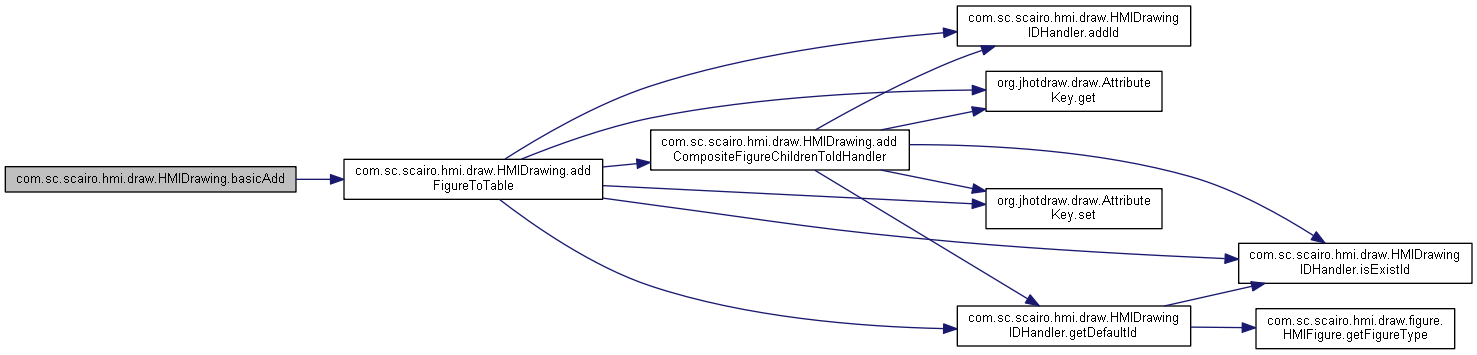 com.sc.scairo.hmi.draw.HMIDrawing.basicAdd
com.sc.scairo.hmi.draw.HMIDrawing.add
FigureToTable
com.sc.scairo.hmi.draw.HMIDrawing.add
CompositeFigureChildrenToIdHandler
com.sc.scairo.hmi.draw.HMIDrawing
IDHandler.addId
org.jhotdraw.draw.Attribute
Key.get
org.jhotdraw.draw.Attribute
Key.set
com.sc.scairo.hmi.draw.HMIDrawing
IDHandler.getDefaultId
com.sc.scairo.hmi.draw.HMIDrawing
IDHandler.isExistId
com.sc.scairo.hmi.draw.figure.
HMIFigure.getFigureType